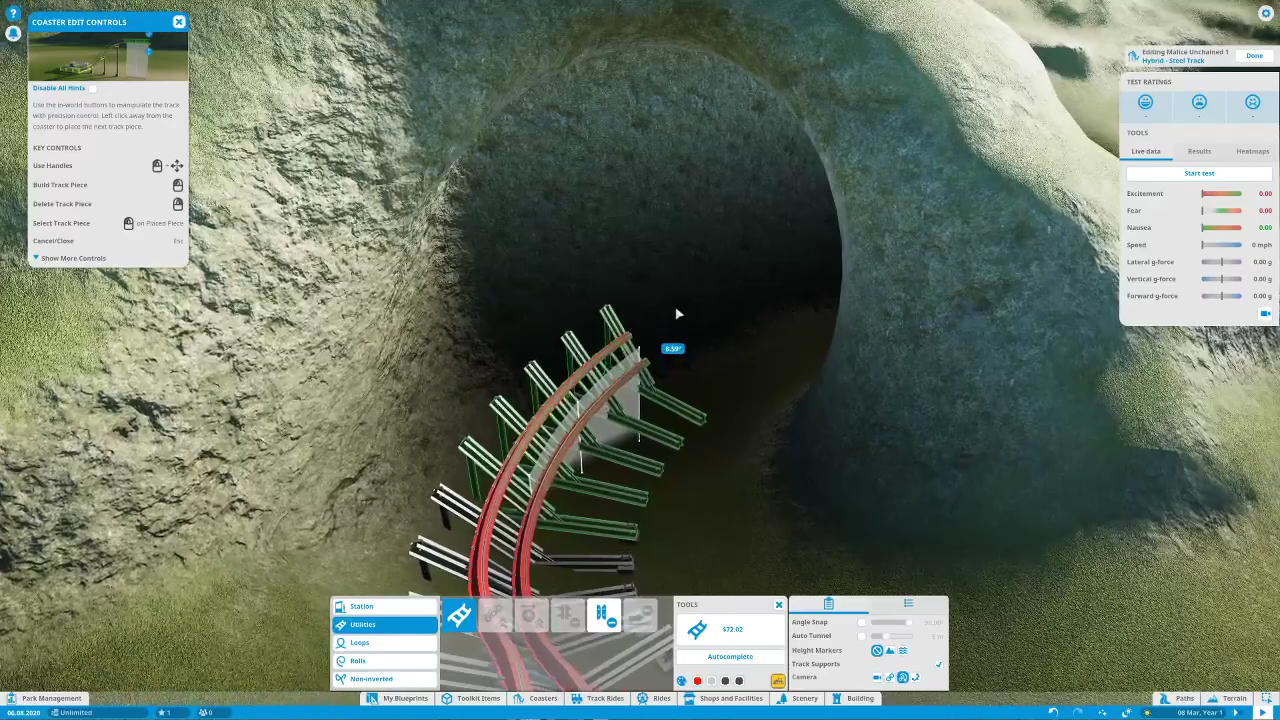 COASTER EDIT CONTROLS
Disable All Hints
Use the in-world buttons to manipulate the track
with precision control. Left click away from the
coaster to place the next track piece.
KEY CONTROLS
Use Handles
Build Track Piece
Delete Track Piece
Select Track Piece on Placed Piece
Cancel/Close Esc
Show More Controls
8.59°
Editing Malice Unchained 1
Hybrid - Steel Track
Done
TEST RATINGS
- - -
TOOLS
Live data Results Heatmaps
Start test
Excitement 0.00
Fear 0.00
Nausea 0.00
Speed 0 mph
Lateral g-force 0.00 g
Vertical g-force 0.00 g
Forward g-force 0.00 g
Station
Utilities
Loops
Rolls
Non-inverted
TOOLS
$72.02
Autocomplete
Angle Snap
Auto Tunnel
Height Markers
Track Supports
Camera
Park Management
My Blueprints Toolkit Items Coasters Track Rides Rides Shops and Facilities Scenery Building
Paths Terrain
06.08.2020 Unlimited 1 0
08 Mar, Year 1